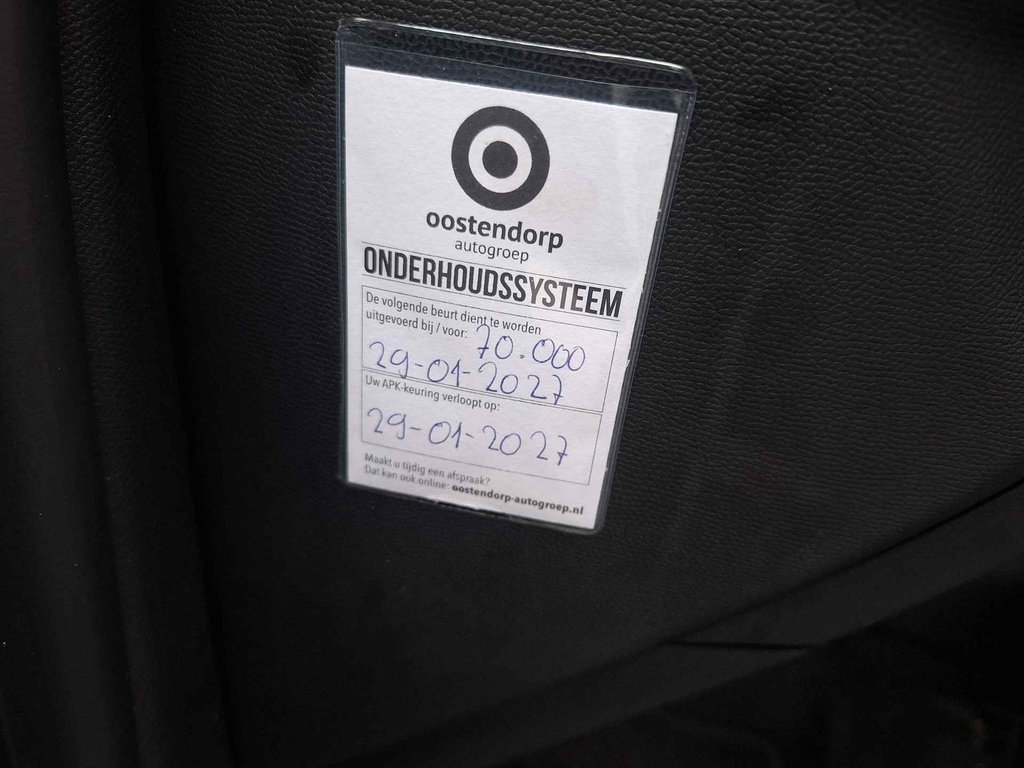 oostendorp
autogroep
ONDERHOUDSSYSTEEM
De volgende beurt dient te worden
uitgevoerd bij / voor: 70.000
29-01-2027
Uw APK-keuring verloopt op:
29-01-2027
Maakt u tijdig een afspraak?
Dat kan ook online: oostendorp-autogroep.nl